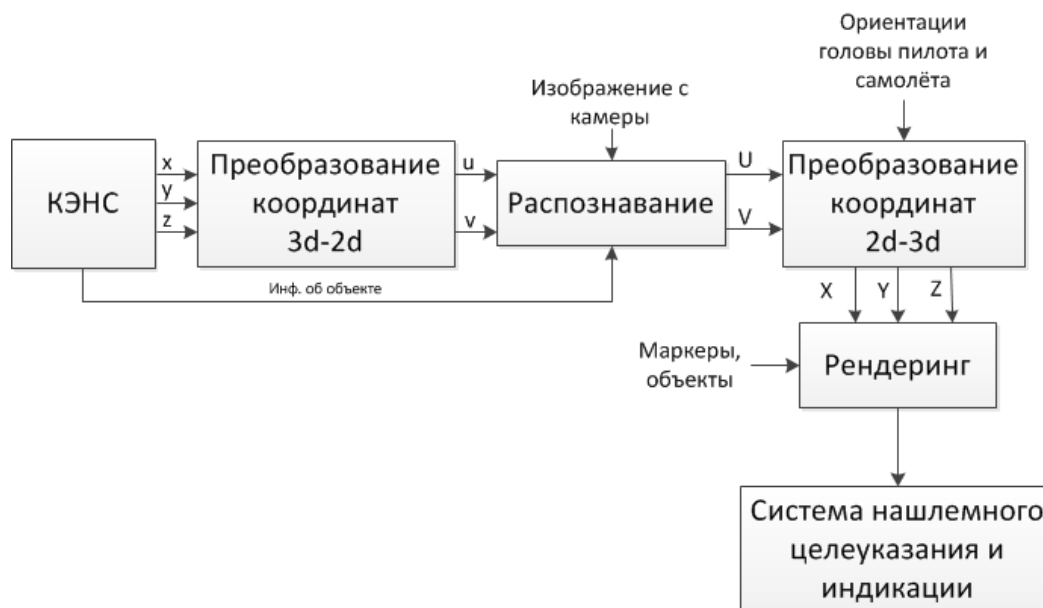 Ориентации
головы пилота и
самолёта
Изображение с
камеры
КЭНС
x
y
z
Преобразование
координат
3d-2d
u
v
Распознавание
U
V
Преобразование
координат
2d-3d
Инф. об объекте
X
Y
Z
Маркеры,
объекты
Рендеринг
Система нашлемного
целеуказания и
индикации